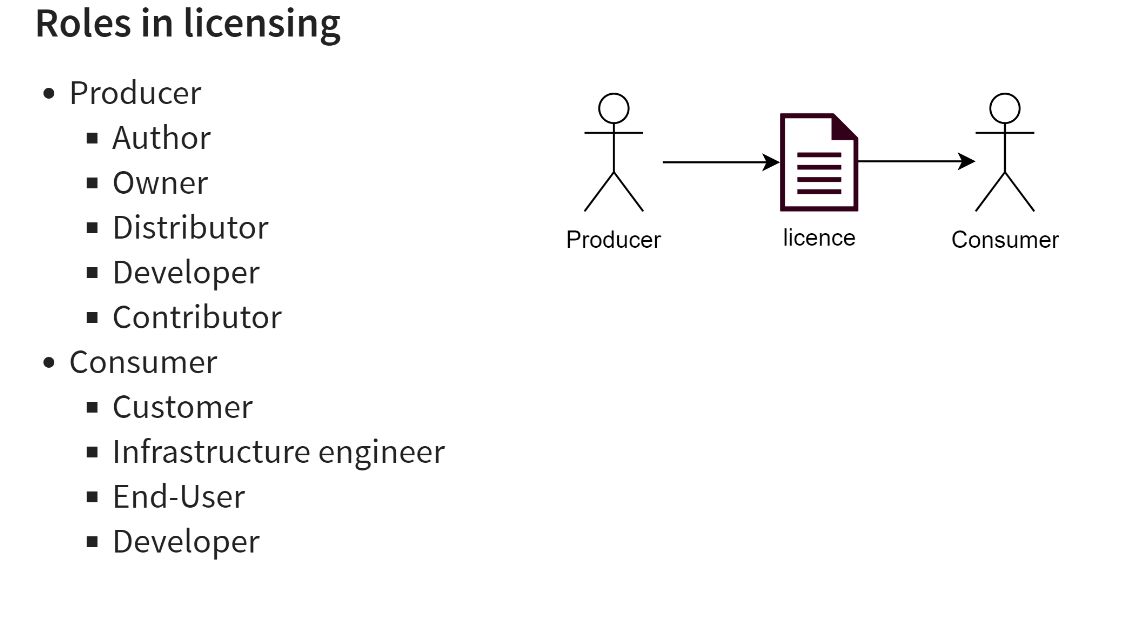 Roles in licensing
Producer
Author
Owner
Distributor
Developer
Contributor
Consumer
Customer
Infrastructure engineer
End-User
Developer
Producer
licence
Consumer